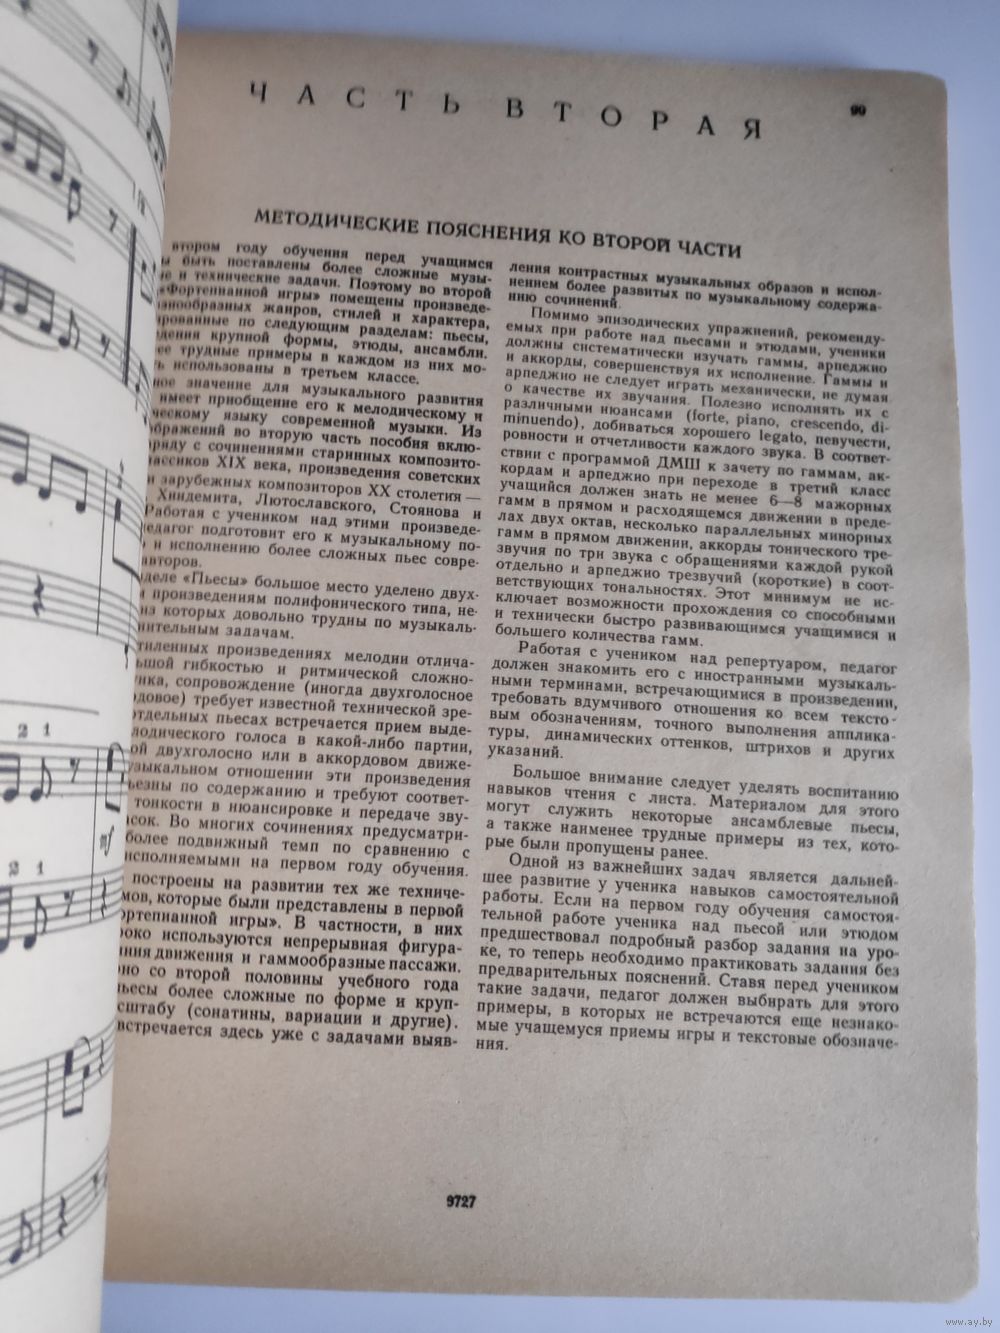 ЧАСТЬ ВТОРАЯ
99
МЕТОДИЧЕСКИЕ ПОЯСНЕНИЯ КО ВТОРОЙ ЧАСТИ
втором году обучения перед учащимся
быть поставлены более сложные музы-
е и технические задачи. Поэтому во второй
«Фортепианной игры» помещены произведе-
знообразных жанров, стилей и характера,
рованные по следующим разделам: пьесы,
дения крупной формы, этюды, ансамбли.
ее трудные примеры в каждом из них мо-
ь использованы в третьем классе.
ное значение для музыкального развития
имеет приобщение его к мелодическому и
ческому языку современной музыки. Из
ображений во вторую часть пособия вклю-
ряду с сочинениями старинных композито-
лассиков XIX века, произведения советских
и зарубежных композиторов XX столетия —
, Хиндемита, Лютославского, Стоянова и
Работая с учеником над этими произведе-
педагог подготовит его к музыкальному по-
ю и исполнению более сложных пьес совре-
авторов.
деле «Пьесы» большое место уделено двух-
м произведениям полифонического типа, не-
из которых довольно трудны по музыкаль-
нительным задачам.
тиленных произведениях мелодии отлича-
ьшой гибкостью и ритмической сложно-
ика, сопровождение (иногда двухголосное
рдовое) требует известной технической зре-
отдельных пьесах встречается прием выде-
лодического голоса в какой-либо партии,
ой двухголосно или в аккордовом движе-
узыкальном отношении эти произведения
ьезны по содержанию и требуют соответ-
тонкости в нюансировке и передаче зву-
сок. Во многих сочинениях предусматри-
более подвижный темп по сравнению с
исполняемыми на первом году обучения.
построены на развитии тех же техниче-
мов, которые были представлены в первой
ортепианной игры». В частности, в них
роко используются непрерывная фигура-
ния движения и гаммообразные пассажи.
но со второй половины учебного года
пьесы более сложные по форме и круп-
сштабу (сонатины, вариации и другие).
встречается здесь уже с задачами выяв-
ления контрастных музыкальных образов и испол-
нением более развитых по музыкальному содержа-
нию сочинений.
Помимо эпизодических упражнений, рекоменду-
емых при работе над пьесами и этюдами, ученики
должны систематически изучать гаммы, арпеджио
и аккорды, совершенствуя их исполнение. Гаммы и
арпеджио не следует играть механически, не думая
о качестве их звучания. Полезно исполнять их с
различными нюансами (forte, piano, crescendo, di-
minuendo), добиваться хорошего legato, певучести,
ровности и отчетливости каждого звука. В соответ-
ствии с программой ДМШ к зачету по гаммам, ак-
кордам и арпеджио при переходе в третий класс
учащийся должен знать не менее 6—8 мажорных
гамм в прямом и расходящемся движении в преде-
лах двух октав, несколько параллельных минорных
гамм в прямом движении, аккорды тонического тре-
звучия по три звука с обращениями каждой рукой
отдельно и арпеджио трезвучий (короткие) в соот-
ветствующих тональностях. Этот минимум не ис-
ключает возможности прохождения со способными
и технически быстро развивающимся учащимися и
большего количества гамм.
Работая с учеником над репертуаром, педагог
должен знакомить его с иностранными музыкаль-
ными терминами, встречающимися в произведении,
требовать вдумчивого отношения ко всем тексто-
вым обозначениям, точного выполнения апплика-
туры, динамических оттенков, штрихов и других
указаний.
Большое внимание следует уделять воспитанию
навыков чтения с листа. Материалом для этого
могут служить некоторые ансамблевые пьесы,
а также наименее трудные примеры из тех, кото-
рые были пропущены ранее.
Одной из важнейших задач является дальней-
шее развитие у ученика навыков самостоятельной
работы. Если на первом году обучения самостоя-
тельной работе ученика над пьесой или этюдом
предшествовал подробный разбор задания на уро-
ке, то теперь необходимо практиковать задания без
предварительных пояснений. Ставя перед учеником
такие задачи, педагог должен выбирать для этого
примеры, в которых не встречаются еще незнако-
мые учащемуся приемы игры и текстовые обозначе-
ния.
9727
2 1
mf
2 1
www.ay.by